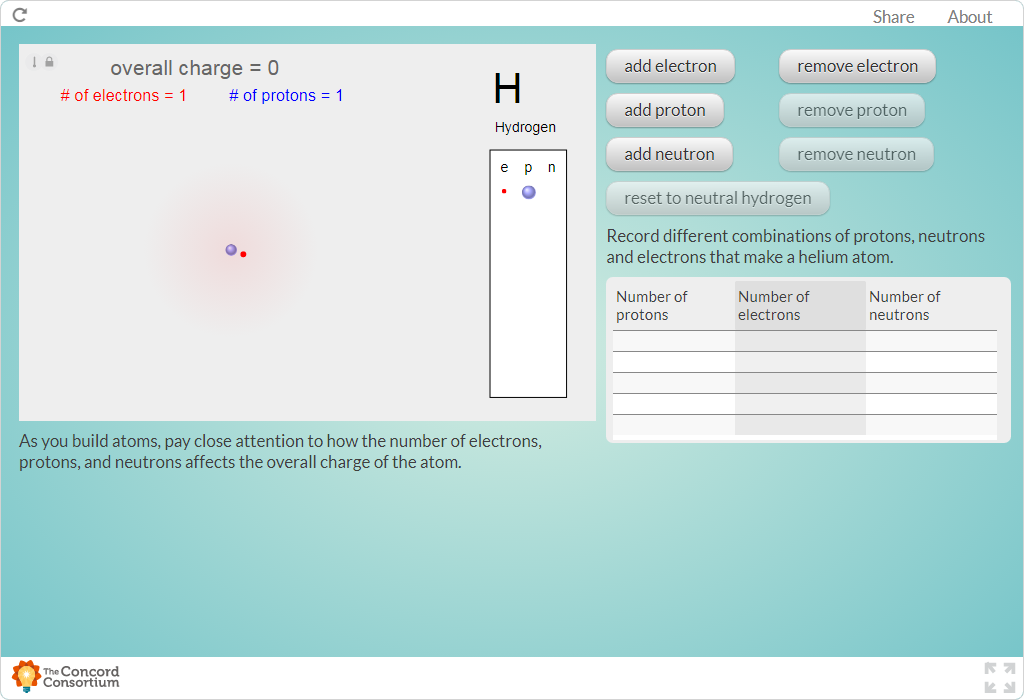 Share About
overall charge = 0
# of electrons = 1 # of protons = 1
H
Hydrogen
e p n
add electron remove electron
add proton remove proton
add neutron remove neutron
reset to neutral hydrogen
Record different combinations of protons, neutrons
and electrons that make a helium atom.
Number of Number of Number of
protons electrons neutrons
As you build atoms, pay close attention to how the number of electrons,
protons, and neutrons affects the overall charge of the atom.
The Concord
Consortium